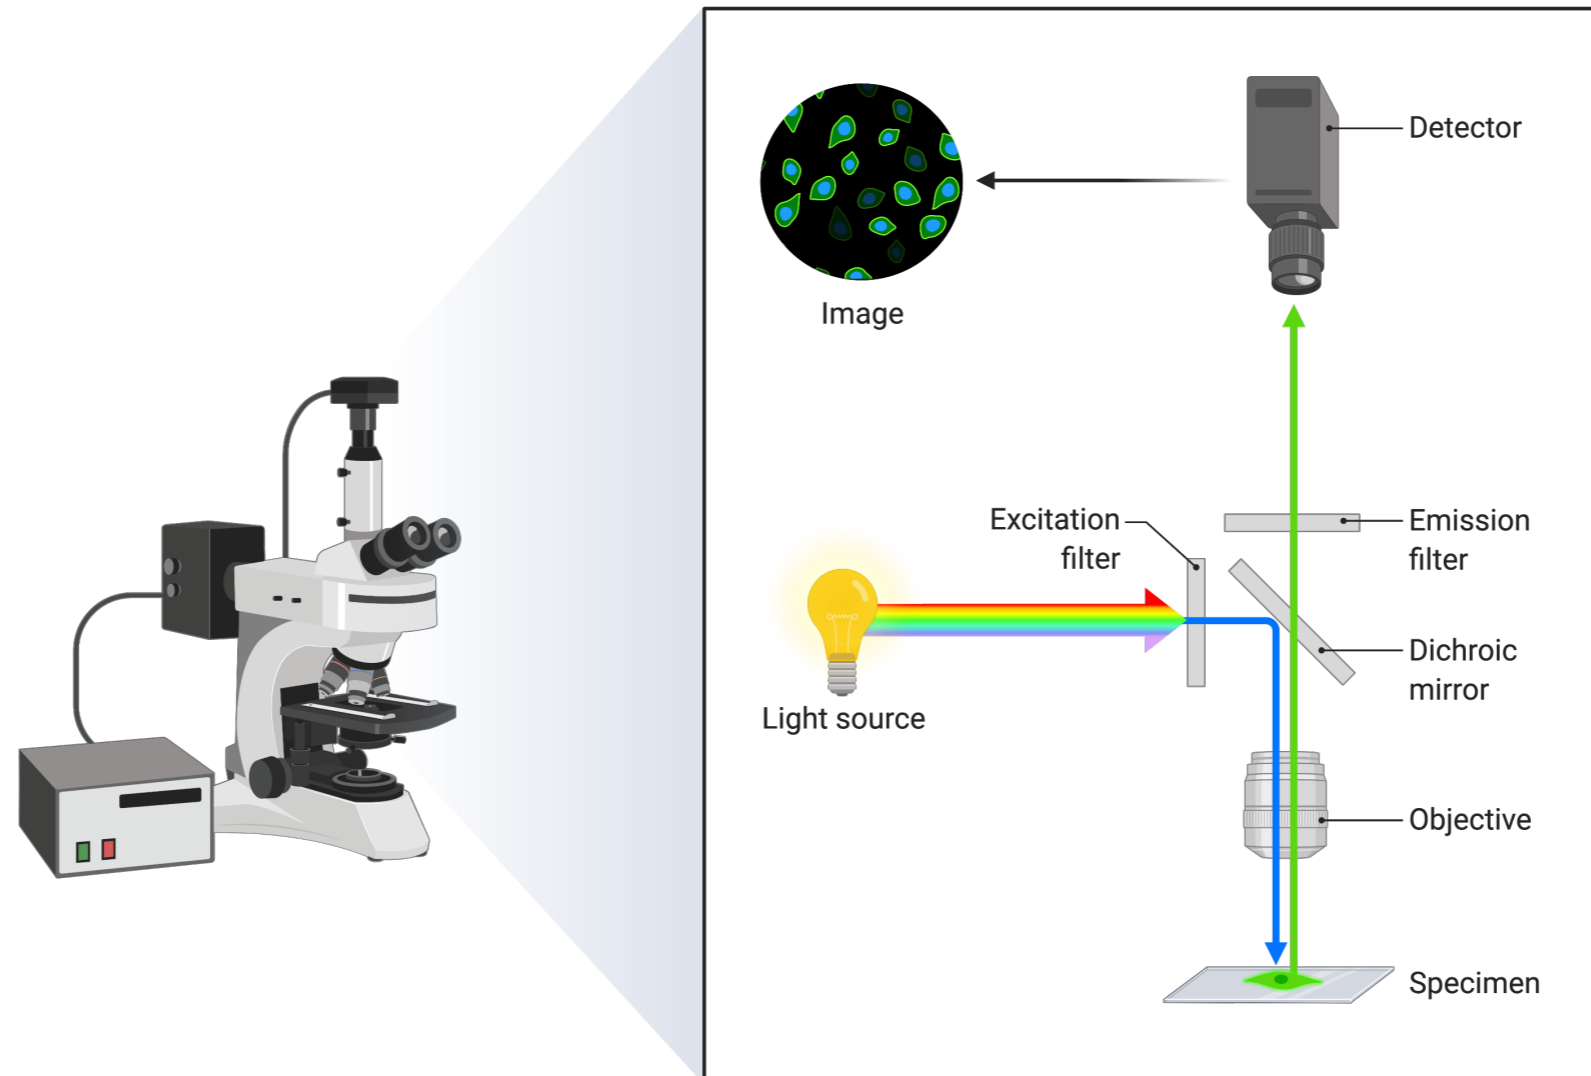 Detector
Image
Excitation
filter
Emission
filter
Light source
Dichroic
mirror
Objective
Specimen